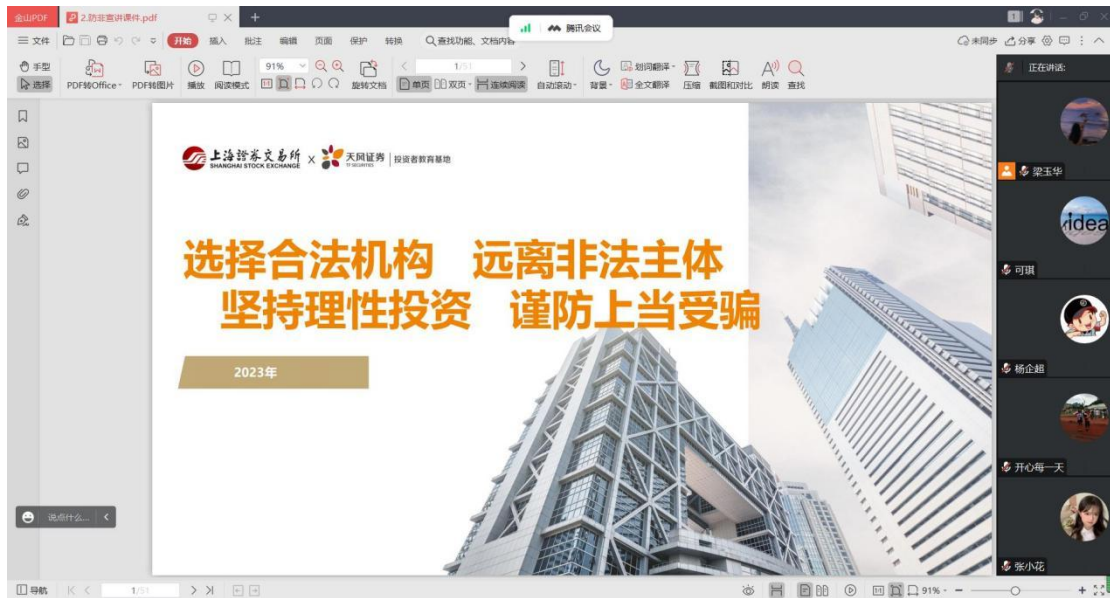 金山PDF
2.防非宣讲课件.pdf
腾讯会议
文件
开始
插入
批注
编辑
页面
保护
转换
查找功能、文档内容
未同步
分享
手型
选择
PDF转Office
PDF转图片
播放
阅读模式
91%
旋转文档
1/51
单页
双页
连续阅读
自动滚动
背景
划词翻译
全文翻译
压缩
截图和对比
朗读
查找
正在讲话:
上海證券交易所
SHANGHAI STOCK EXCHANGE
×
天风证券
TF SECURITIES
投资者教育基地
选择合法机构 远离非法主体
坚持理性投资 谨防上当受骗
2023年
梁玉华
idea
可琪
杨企超
开心每一天
张小花
说点什么...
导航
1/51
91%